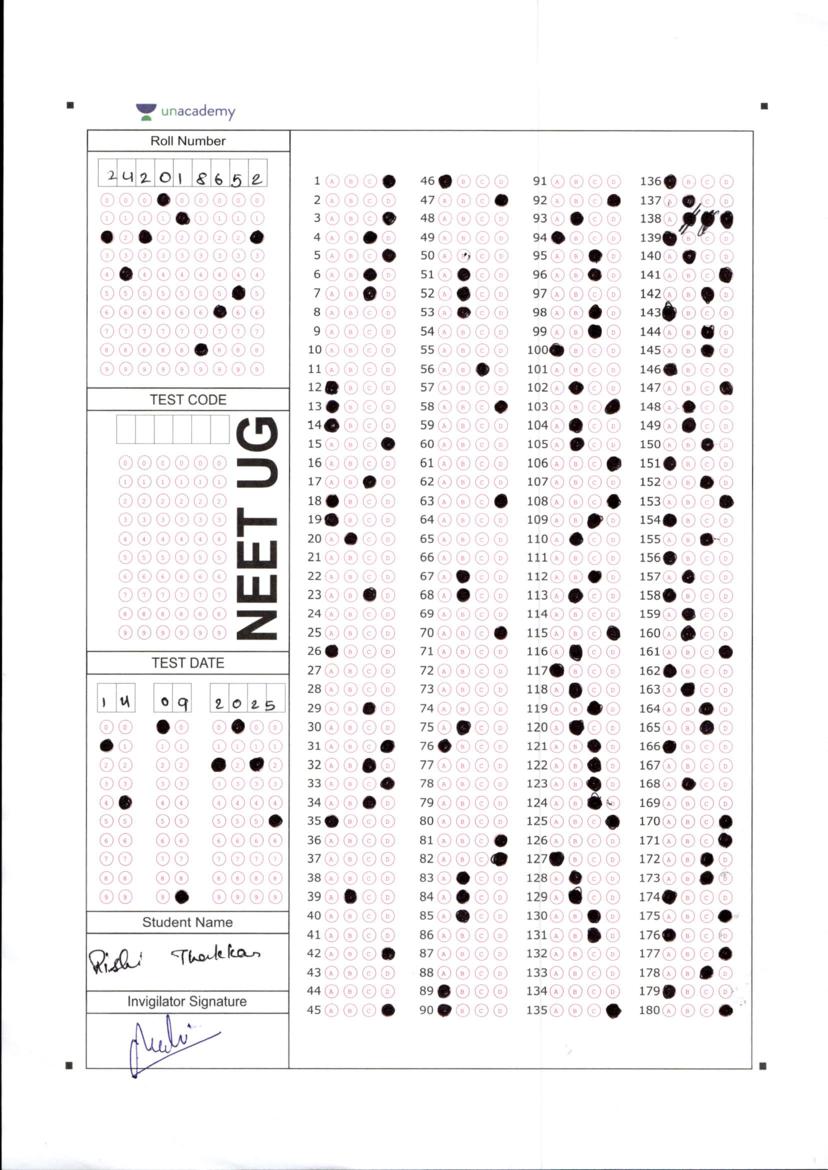 unacademy
Roll Number
2 4 2 0 1 8 6 5 2
TEST CODE
NEET UG
TEST DATE
1 4 0 9 2 0 2 5
Student Name
Rishi Thakkar
Invigilator Signature
1 A B C
2 A B C
3 A B C
4 A B D
5 A B C
6 A B D
7 A B D
8 A B C D
9 A B C D
10 A B C D
11 A B C D
12 B C D
13 B C D
14 B C D
15 A B C
16 A B C D
17 A B D
18 B C D
19 B C D
20 A C D
21 A B C D
22 A B C D
23 A B D
24 A B C D
25 A B C D
26 B C D
27 A B C D
28 A B C D
29 A B D
30 A B C D
31 A B C
32 A B D
33 A B C
34 A B D
35 B C D
36 A B C D
37 A B C D
38 A B C D
39 A C D
40 A B C D
41 A B C D
42 A B C
43 A B C D
44 A B C D
45 A B C
46 B C D
47 A B C
48 A B C D
49 A B C D
50 A C D
51 A C D
52 A C D
53 A C D
54 A B C D
55 A B C D
56 A B D
57 A B C D
58 A B C
59 A B C D
60 A B C D
61 A B C D
62 A B C D
63 A B C
64 A B C D
65 A B C D
66 A B C D
67 A C D
68 A C D
69 A B C D
70 A B C
71 A B C D
72 A B C D
73 A B C D
74 A B C D
75 A C D
76 B C D
77 A B C D
78 A B C D
79 A B C D
80 A B C D
81 A B C
82 A B C
83 A C D
84 A C D
85 A C D
86 A B C D
87 A B C D
88 A B C D
89 B C D
90 B C D
91 A B C D
92 A B C
93 A C D
94 B C D
95 A B D
96 A B D
97 A B C D
98 A B D
99 A B D
100 B C D
101 A B C D
102 A C D
103 A B C
104 A C D
105 A C D
106 A B C
107 A B C D
108 A B C
109 A B D
110 A C D
111 A B C D
112 A B D
113 A C D
114 A B C D
115 A B C
116 A C D
117 B C D
118 A C D
119 A B D
120 A C D
121 A B D
122 A B D
123 A B D
124 A B D
125 A B C
126 A B C D
127 B C D
128 A C D
129 A C D
130 A B D
131 A B D
132 A B C D
133 A B C D
134 A B C D
135 A B C
136 B C D
137 A C D
138 A
139 B C D
140 A C D
141 A B C
142 A B D
143 B C D
144 A B D
145 A B D
146 B C D
147 A B C
148 A C D
149 A C D
150 A B D
151 B C D
152 A B D
153 A B C
154 B C D
155 A B D
156 B C D
157 A C D
158 B C D
159 A C D
160 A C D
161 A B C
162 B C D
163 A C D
164 A B D
165 A B D
166 B C D
167 A B C D
168 A C D
169 A B C D
170 A B C
171 A B C
172 A B D
173 A B D
174 B C D
175 A B C
176 B C D
177 A B C
178 A B D
179 B C D
180 A B C